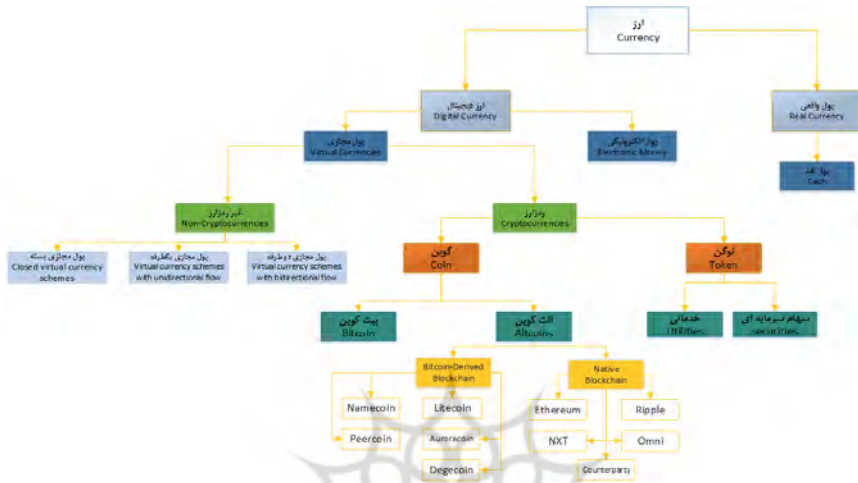 ارز
Currency
ارز دیجیتال
Digital Currency
پول واقعی
Real Currency
پول مجازی
Virtual Currencies
پول الکترونیکی
Electronic Money
پول نقد
Cash
غیر رمزارز
Non-Cryptocurrencies
رمزارز
Cryptocurrencies
پول مجازی بسته
Closed virtual currency
schemes
پول مجازی یکطرفه
Virtual currency schemes
with unidirectional flow
پول مجازی دوطرفه
Virtual currency schemes
with bitirectional flow
کوین
Coin
توکن
Token
بیت کوین
Bitcoin
الت کوین
Altcoins
خدماتی
Utilities
سهام سرمایه ای
securities
Bitcoin-Derived
Blockchain
Native
Blockchain
Namecoin
Litecoin
Ethereum
Ripple
Peercoin
Auroracoin
NXT
Omni
Degecoin
Counterparty